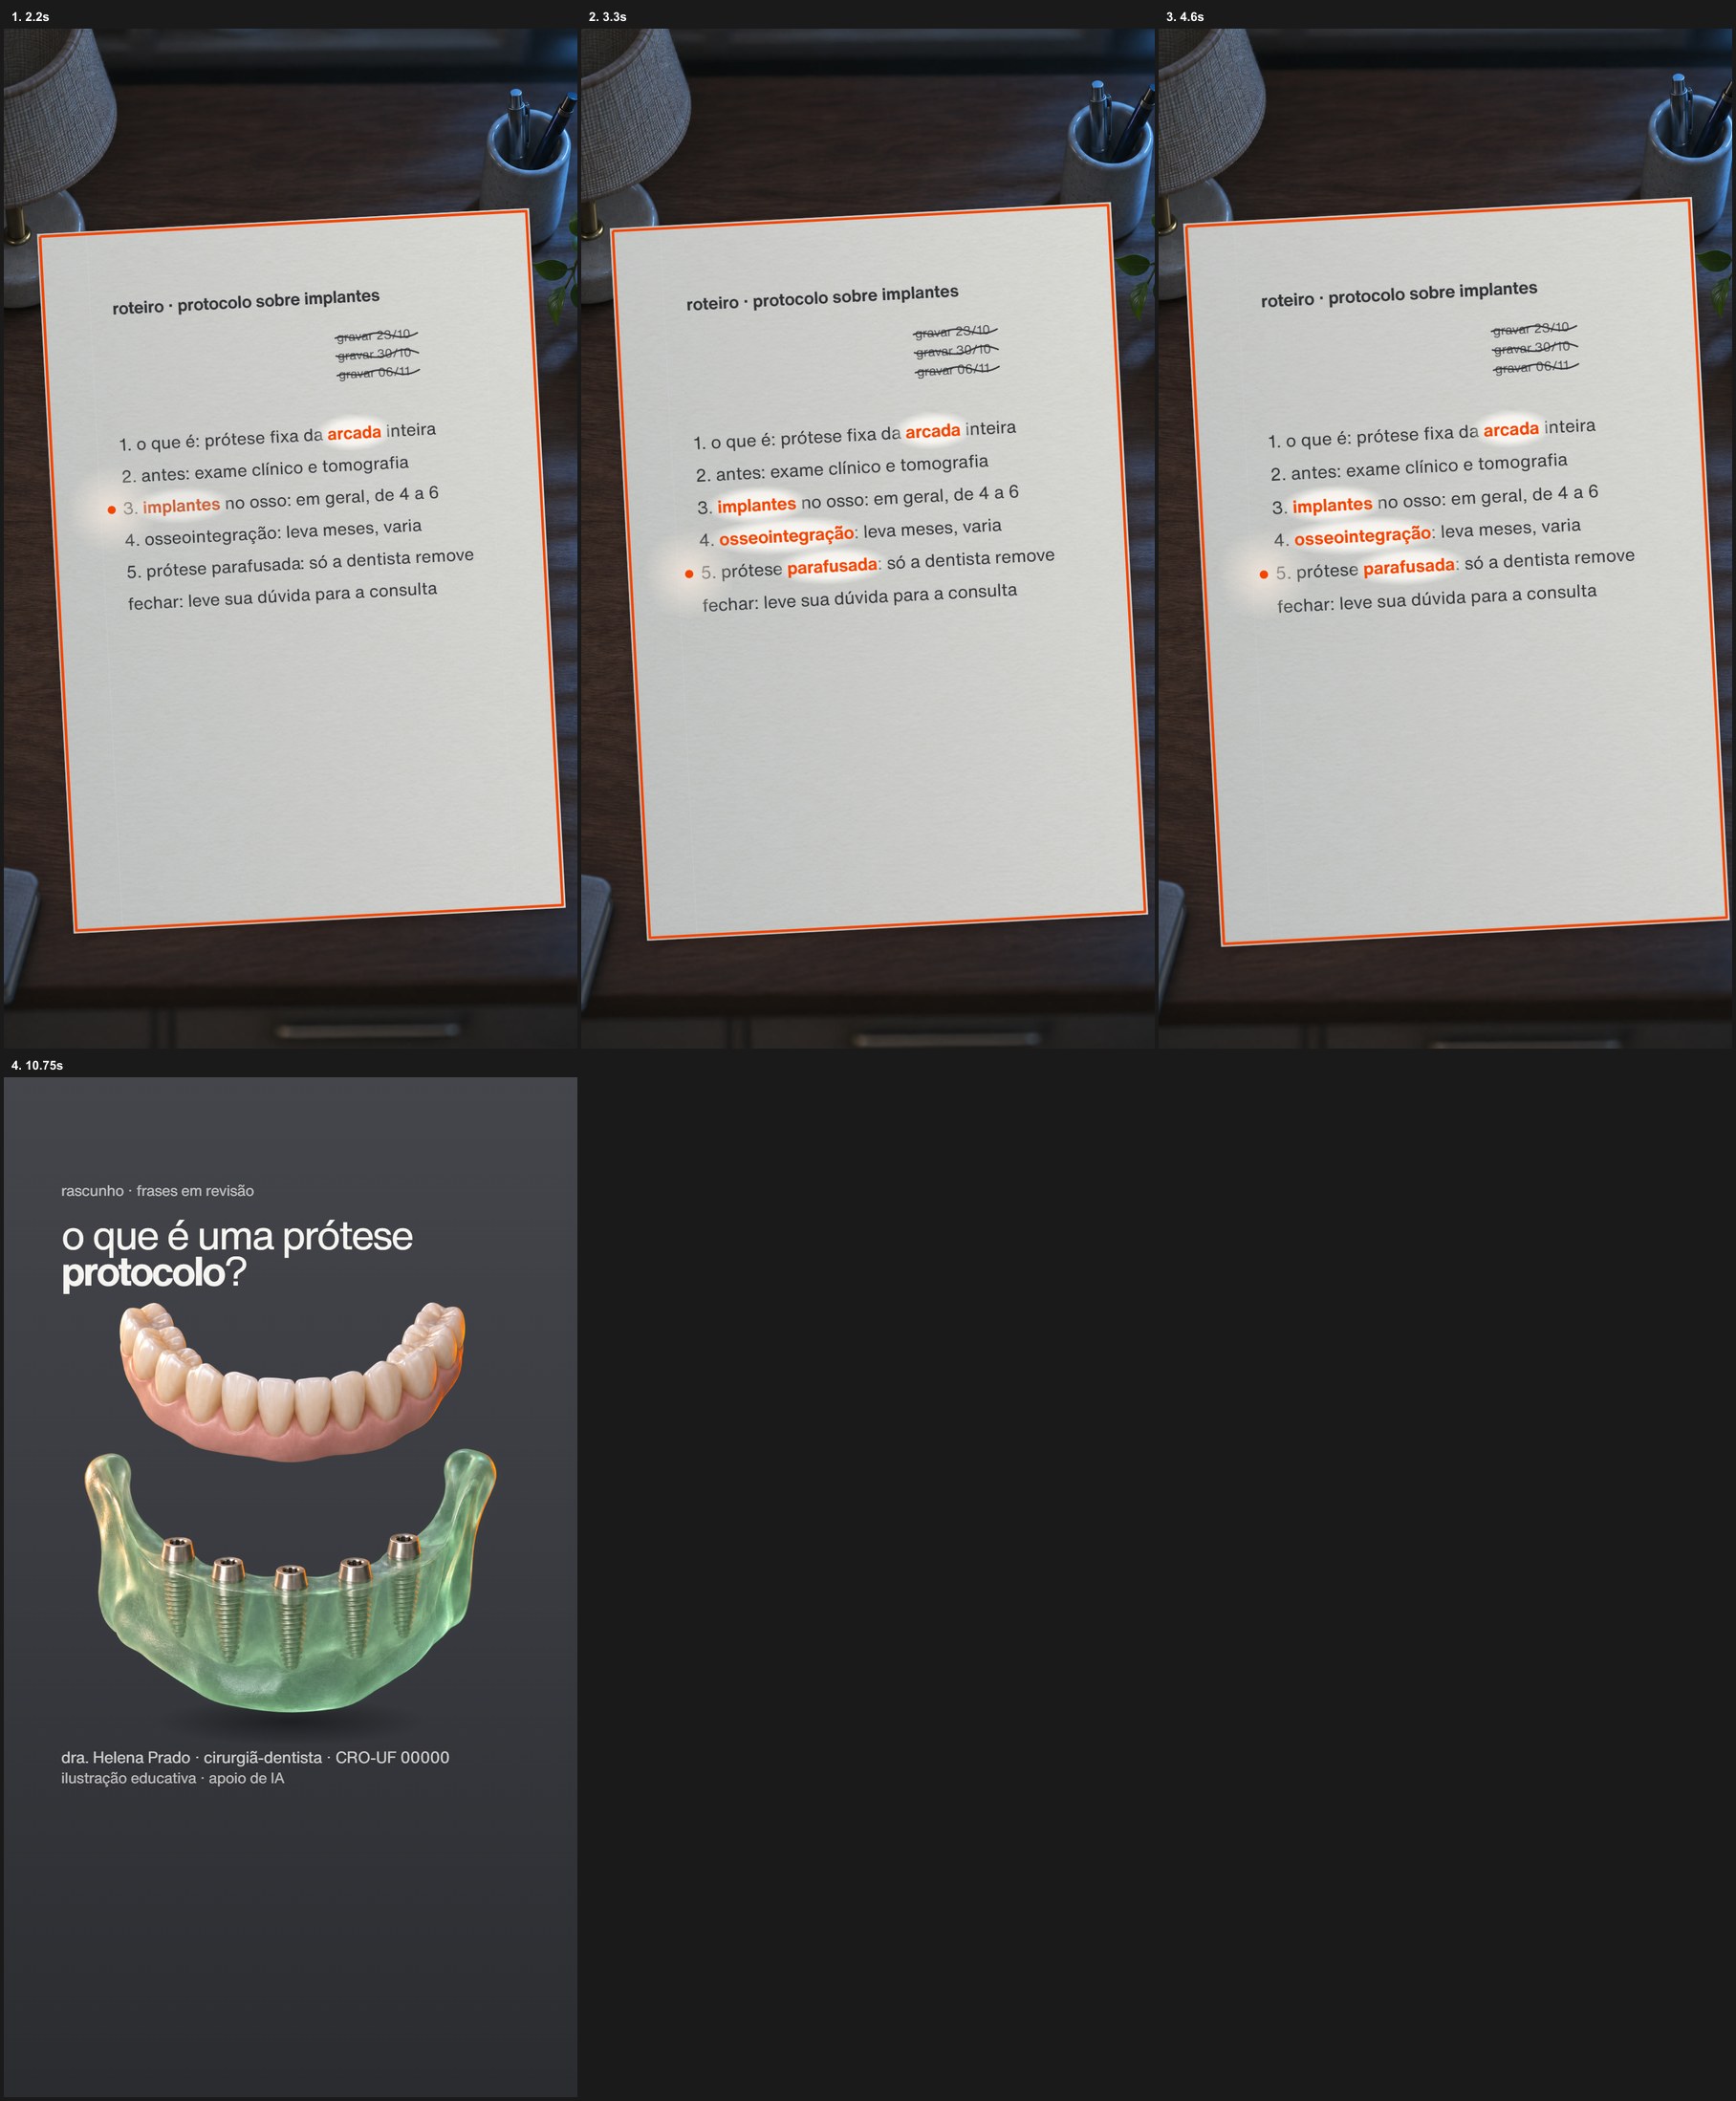 1. 2.2s
roteiro · protocolo sobre implantes
gravar 23/10
gravar 30/10
gravar 06/11
1. o que é: prótese fixa da arcada inteira
2. antes: exame clínico e tomografia
3. implantes no osso: em geral, de 4 a 6
4. osseointegração: leva meses, varia
5. prótese parafusada: só a dentista remove
fechar: leve sua dúvida para a consulta
2. 3.3s
roteiro · protocolo sobre implantes
gravar 23/10
gravar 30/10
gravar 06/11
1. o que é: prótese fixa da arcada inteira
2. antes: exame clínico e tomografia
3. implantes no osso: em geral, de 4 a 6
4. osseointegração: leva meses, varia
5. prótese parafusada: só a dentista remove
fechar: leve sua dúvida para a consulta
3. 4.6s
roteiro · protocolo sobre implantes
gravar 23/10
gravar 30/10
gravar 06/11
1. o que é: prótese fixa da arcada inteira
2. antes: exame clínico e tomografia
3. implantes no osso: em geral, de 4 a 6
4. osseointegração: leva meses, varia
5. prótese parafusada: só a dentista remove
fechar: leve sua dúvida para a consulta
4. 10.75s
rascunho · frases em revisão
o que é uma prótese
protocolo?
dra. Helena Prado · cirurgiã-dentista · CRO-UF 00000
ilustração educativa · apoio de IA